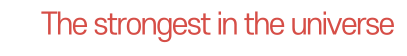 The strongest in the universe